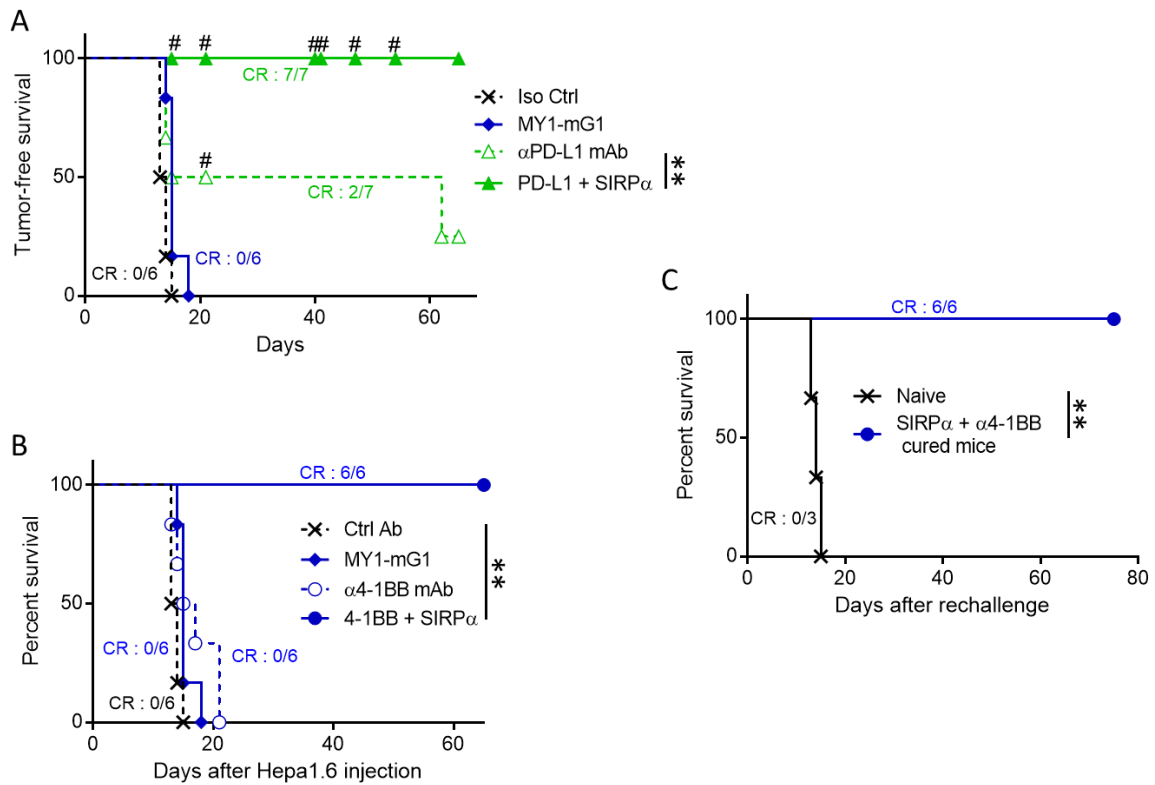 A
# # ## # #
100
CR : 7/7
Iso Ctrl
MY1-mG1
αPD-L1 mAb
PD-L1 + SIRPα
**
#
50
CR : 2/7
CR : 0/6
CR : 0/6
0
0 20 40 60
Tumor-free survival
Days
B
CR : 6/6
100
Ctrl Ab
MY1-mG1
α4-1BB mAb
4-1BB + SIRPα
**
50
CR : 0/6
CR : 0/6
CR : 0/6
0
0 20 40 60
Percent survival
Days after Hepa1.6 injection
C
CR : 6/6
100
Naive
SIRPα + α4-1BB
cured mice
**
50
CR : 0/3
0
0 20 40 60 80
Percent survival
Days after rechallenge